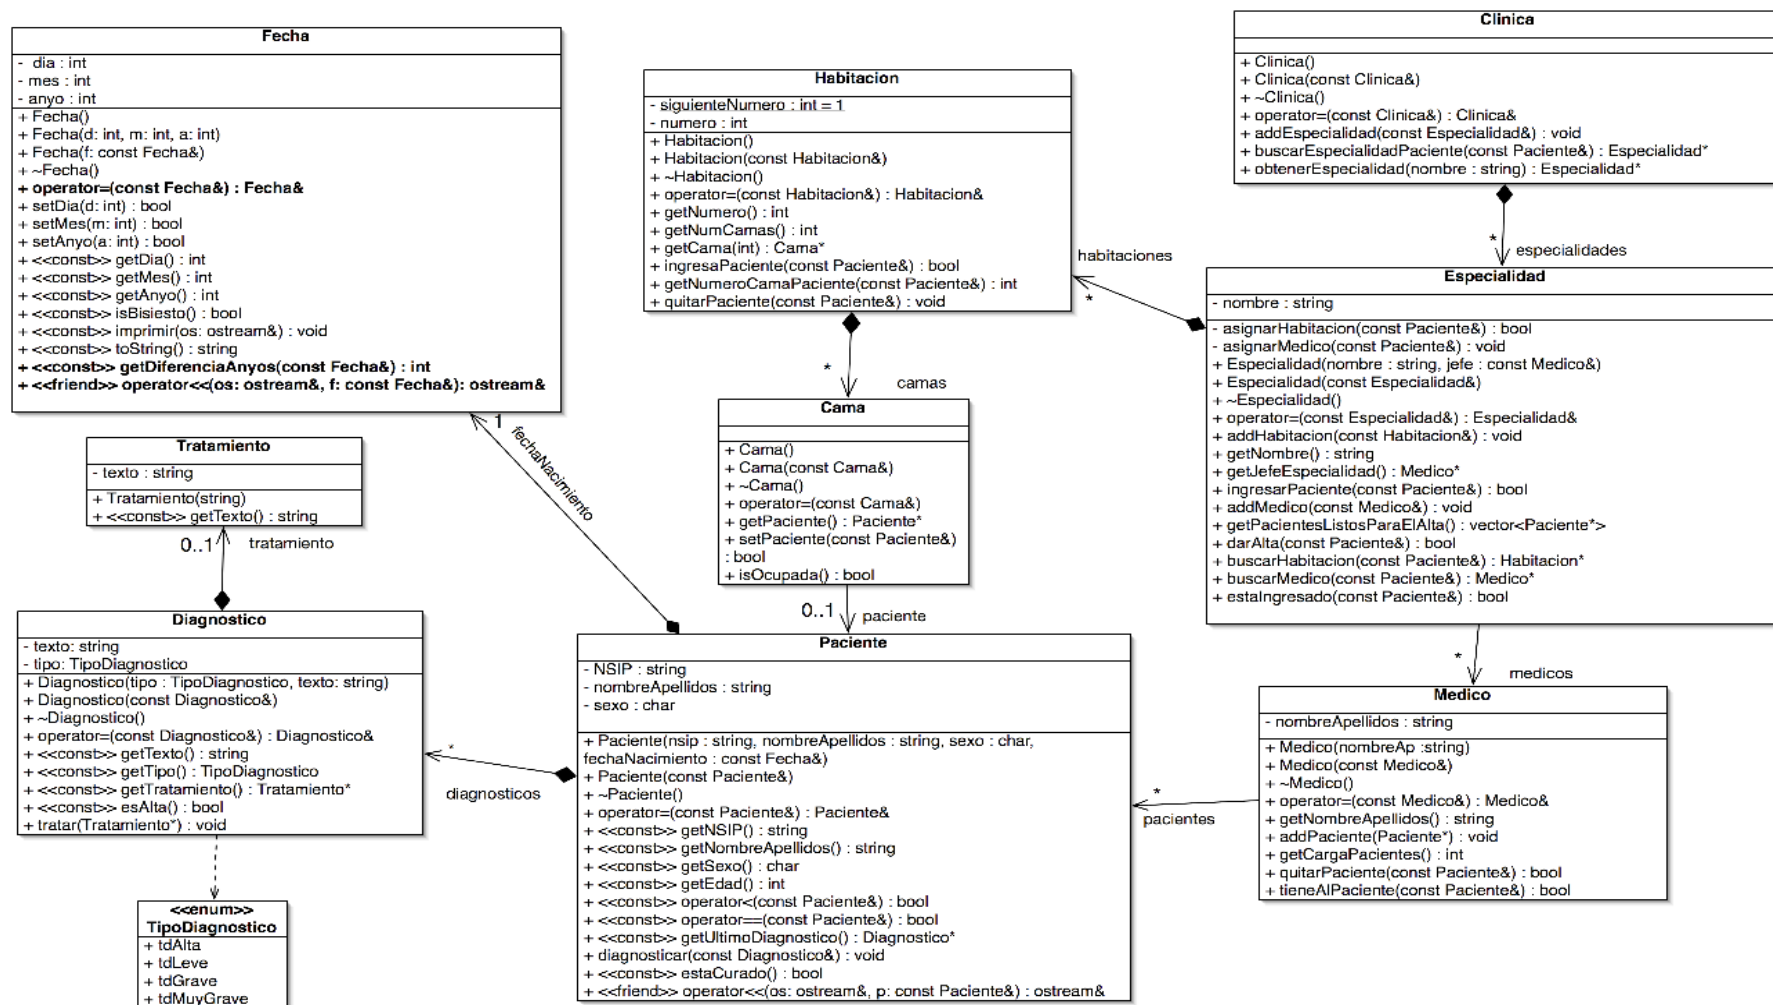 Fecha
- dia : int
- mes : int
- anyo : int
+ Fecha()
+ Fecha(d: int, m: int, a: int)
+ Fecha(f: const Fecha&)
+ ~Fecha()
+ operator=(const Fecha&) : Fecha&
+ setDia(d: int) : bool
+ setMes(m: int) : bool
+ setAnyo(a: int) : bool
+ <<const>> getDia() : int
+ <<const>> getMes() : int
+ <<const>> getAnyo() : int
+ <<const>> isBisiesto() : bool
+ <<const>> imprimir(os: ostream&) : void
+ <<const>> toString() : string
+ <<const>> getDiferenciaAnyos(const Fecha&) : int
+ <<friend>> operator<<(os: ostream&, f: const Fecha&): ostream&
Habitacion
- siguienteNumero : int = 1
- numero : int
+ Habitacion()
+ Habitacion(const Habitacion&)
+ ~Habitacion()
+ operator=(const Habitacion&) : Habitacion&
+ getNumero() : int
+ getNumCamas() : int
+ getCama(int) : Cama*
+ ingresaPaciente(const Paciente&) : bool
+ getNumeroCamaPaciente(const Paciente&) : int
+ quitarPaciente(const Paciente&) : void
Clinica
+ Clinica()
+ Clinica(const Clinica&)
+ ~Clinica()
+ operator=(const Clinica&) : Clinica&
+ addEspecialidad(const Especialidad&) : void
+ buscarEspecialidadPaciente(const Paciente&) : Especialidad*
+ obtenerEspecialidad(nombre : string) : Especialidad*
* especialidades
habitaciones
*
Especialidad
- nombre : string
- asignarHabitacion(const Paciente&) : bool
- asignarMedico(const Paciente&) : void
+ Especialidad(nombre : string, jefe : const Medico&)
+ Especialidad(const Especialidad&)
+ ~Especialidad()
+ operator=(const Especialidad&) : Especialidad&
+ addHabitacion(const Habitacion&) : void
+ getNombre() : string
+ getJefeEspecialidad() : Medico*
+ ingresarPaciente(const Paciente&) : bool
+ addMedico(const Medico&) : void
+ getPacientesListosParaElAlta() : vector<Paciente*>
+ darAlta(const Paciente&) : bool
+ buscarHabitacion(const Paciente&) : Habitacion*
+ buscarMedico(const Paciente&) : Medico*
+ estaIngresado(const Paciente&) : bool
* camas
Cama
+ Cama()
+ Cama(const Cama&)
+ ~Cama()
+ operator=(const Cama&)
+ getPaciente() : Paciente*
+ setPaciente(const Paciente&)
: bool
+ isOcupada() : bool
0..1 paciente
1
fechaNacimiento
Tratamiento
- texto : string
+ Tratamiento(string)
+ <<const>> getTexto() : string
0..1 tratamiento
Diagnostico
- texto: string
- tipo: TipoDiagnostico
+ Diagnostico(tipo : TipoDiagnostico, texto: string)
+ Diagnostico(const Diagnostico&)
+ ~Diagnostico()
+ operator=(const Diagnostico&) : Diagnostico&
+ <<const>> getTexto() : string
+ <<const>> getTipo() : TipoDiagnostico
+ <<const>> getTratamiento() : Tratamiento*
+ <<const>> esAlta() : bool
+ tratar(Tratamiento*) : void
*
diagnosticos
Paciente
- NSIP : string
- nombreApellidos : string
- sexo : char
+ Paciente(nsip : string, nombreApellidos : string, sexo : char,
fechaNacimiento : const Fecha&)
+ Paciente(const Paciente&)
+ ~Paciente()
+ operator=(const Paciente&) : Paciente&
+ <<const>> getNSIP() : string
+ <<const>> getNombreApellidos() : string
+ <<const>> getSexo() : char
+ <<const>> getEdad() : int
+ <<const>> operator<(const Paciente&) : bool
+ <<const>> operator==(const Paciente&) : bool
+ <<const>> getUltimoDiagnostico() : Diagnostico*
+ diagnosticar(const Diagnostico&) : void
+ <<const>> estaCurado() : bool
+ <<friend>> operator<<(os: ostream&, p: const Paciente&) : ostream&
*
medicos
Medico
- nombreApellidos : string
+ Medico(nombreAp :string)
+ Medico(const Medico&)
+ ~Medico()
+ operator=(const Medico&) : Medico&
+ getNombreApellidos() : string
+ addPaciente(Paciente*) : void
+ getCargaPacientes() : int
+ quitarPaciente(const Paciente&) : bool
+ tieneAlPaciente(const Paciente&) : bool
*
pacientes
<<enum>>
TipoDiagnostico
+ tdAlta
+ tdLeve
+ tdGrave
+ tdMuyGrave